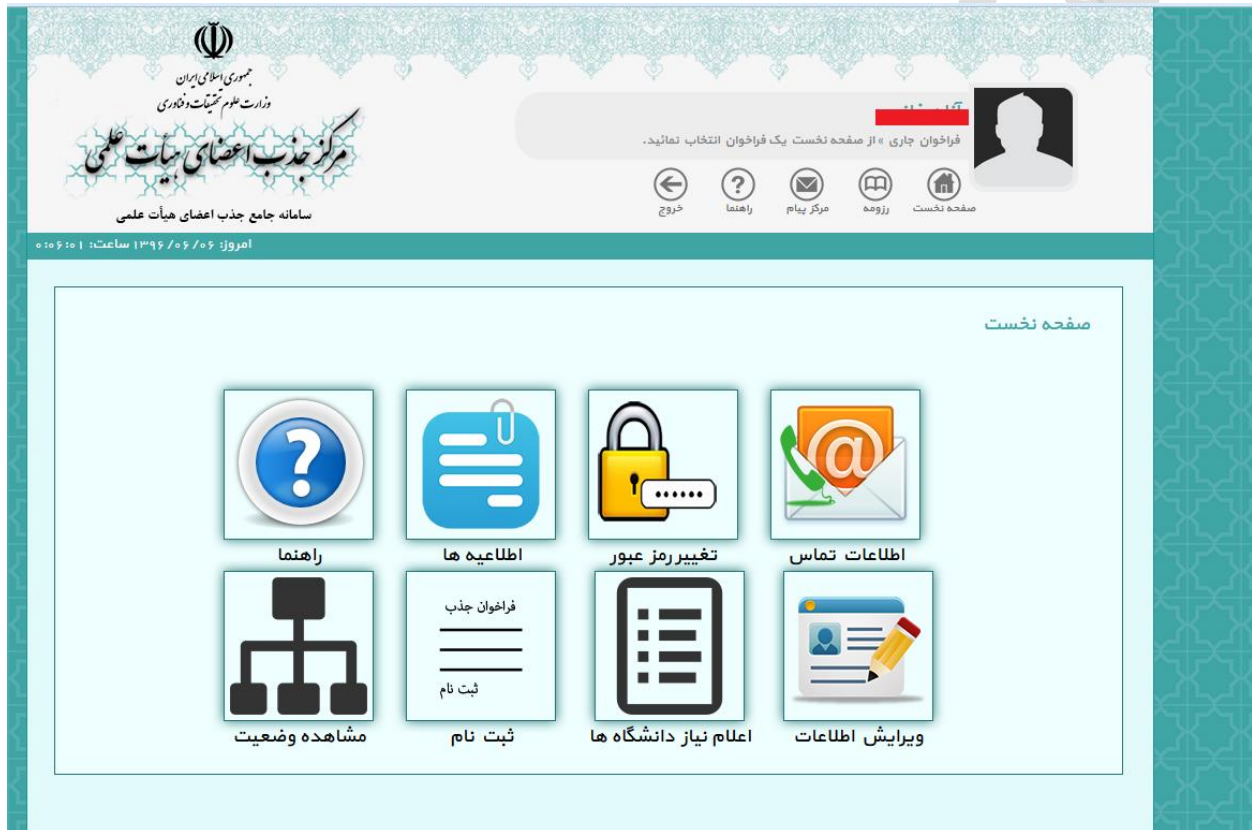 جمهوری اسلامی ایران
وزارت علوم تحقیقات و فناوری
مرکز جذب اعضای هیأت علمی
سامانه جامع جذب اعضای هیأت علمی
فراخوان جاری » از صفحه نخست یک فراخوان انتخاب نمائید.
صفحه نخست رزومه مرکز پیام راهنما خروج
امروز: ۱۳۹۶/۰۶/۰۶ ساعت: ۰:۰۶:۰۱
صفحه نخست
اطلاعات تماس تغییر رمز عبور اطلاعیه ها راهنما
فراخوان جذب
ثبت نام
ویرایش اطلاعات اعلام نیاز دانشگاه ها ثبت نام مشاهده وضعیت